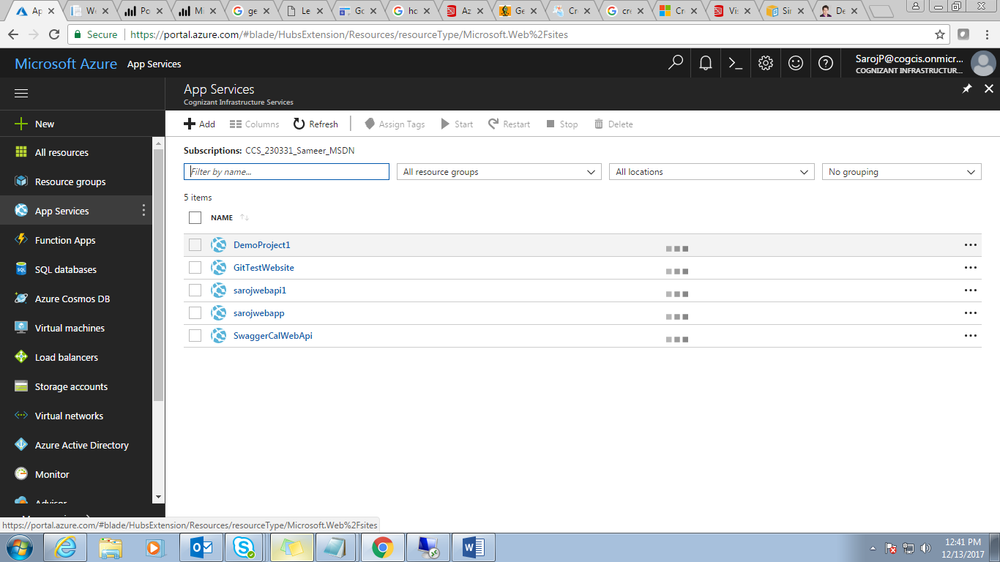 Ap
We
Po
Mi
ge
Le
Go
hc
Az
Ge
Cr
cre
Cr
Vis
Sir
De
Secure
https://portal.azure.com/#blade/HubsExtension/Resources/resourceType/Microsoft.Web%2Fsites
Microsoft Azure App Services
SarojP@cogcis.onmicr...
COGNIZANT INFRASTRUCTUR...
App Services
Cognizant Infrastructure Services
New
All resources
Resource groups
App Services
Function Apps
SQL databases
Azure Cosmos DB
Virtual machines
Load balancers
Storage accounts
Virtual networks
Azure Active Directory
Monitor
Add Columns Refresh Assign Tags Start Restart Stop Delete
Subscriptions: CCS_230331_Sameer_MSDN
Filter by name... All resource groups All locations No grouping
5 items
NAME
DemoProject1
GitTestWebsite
sarojwebapi1
sarojwebapp
SwaggerCalWebApi
https://portal.azure.com/#blade/HubsExtension/Resources/resourceType/Microsoft.Web%2Fsites
12:41 PM
12/13/2017